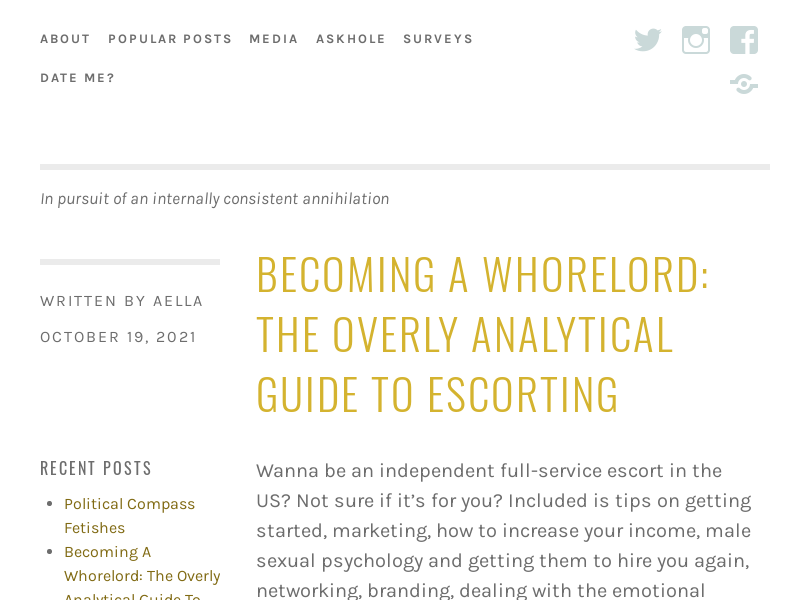 ABOUT POPULAR POSTS MEDIA ASKHOLE SURVEYS
DATE ME?
In pursuit of an internally consistent annihilation
WRITTEN BY AELLA
OCTOBER 19, 2021
BECOMING A WHORELORD:
THE OVERLY ANALYTICAL
GUIDE TO ESCORTING
RECENT POSTS
Political Compass
Fetishes
Becoming A
Whorelord: The Overly
Analytical Guide To
Wanna be an independent full-service escort in the
US? Not sure if it’s for you? Included is tips on getting
started, marketing, how to increase your income, male
sexual psychology and getting them to hire you again,
networking, branding, dealing with the emotional